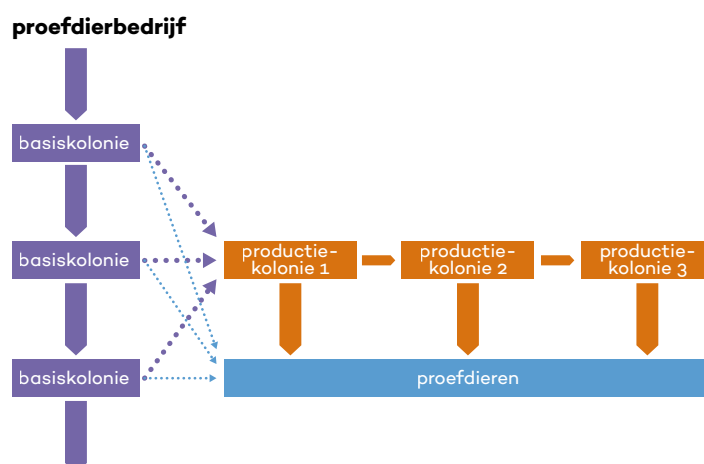 proefdierbedrijf
basiskolonie
basiskolonie
productie-
kolonie 1
productie-
kolonie 2
productie-
kolonie 3
basiskolonie
proefdieren